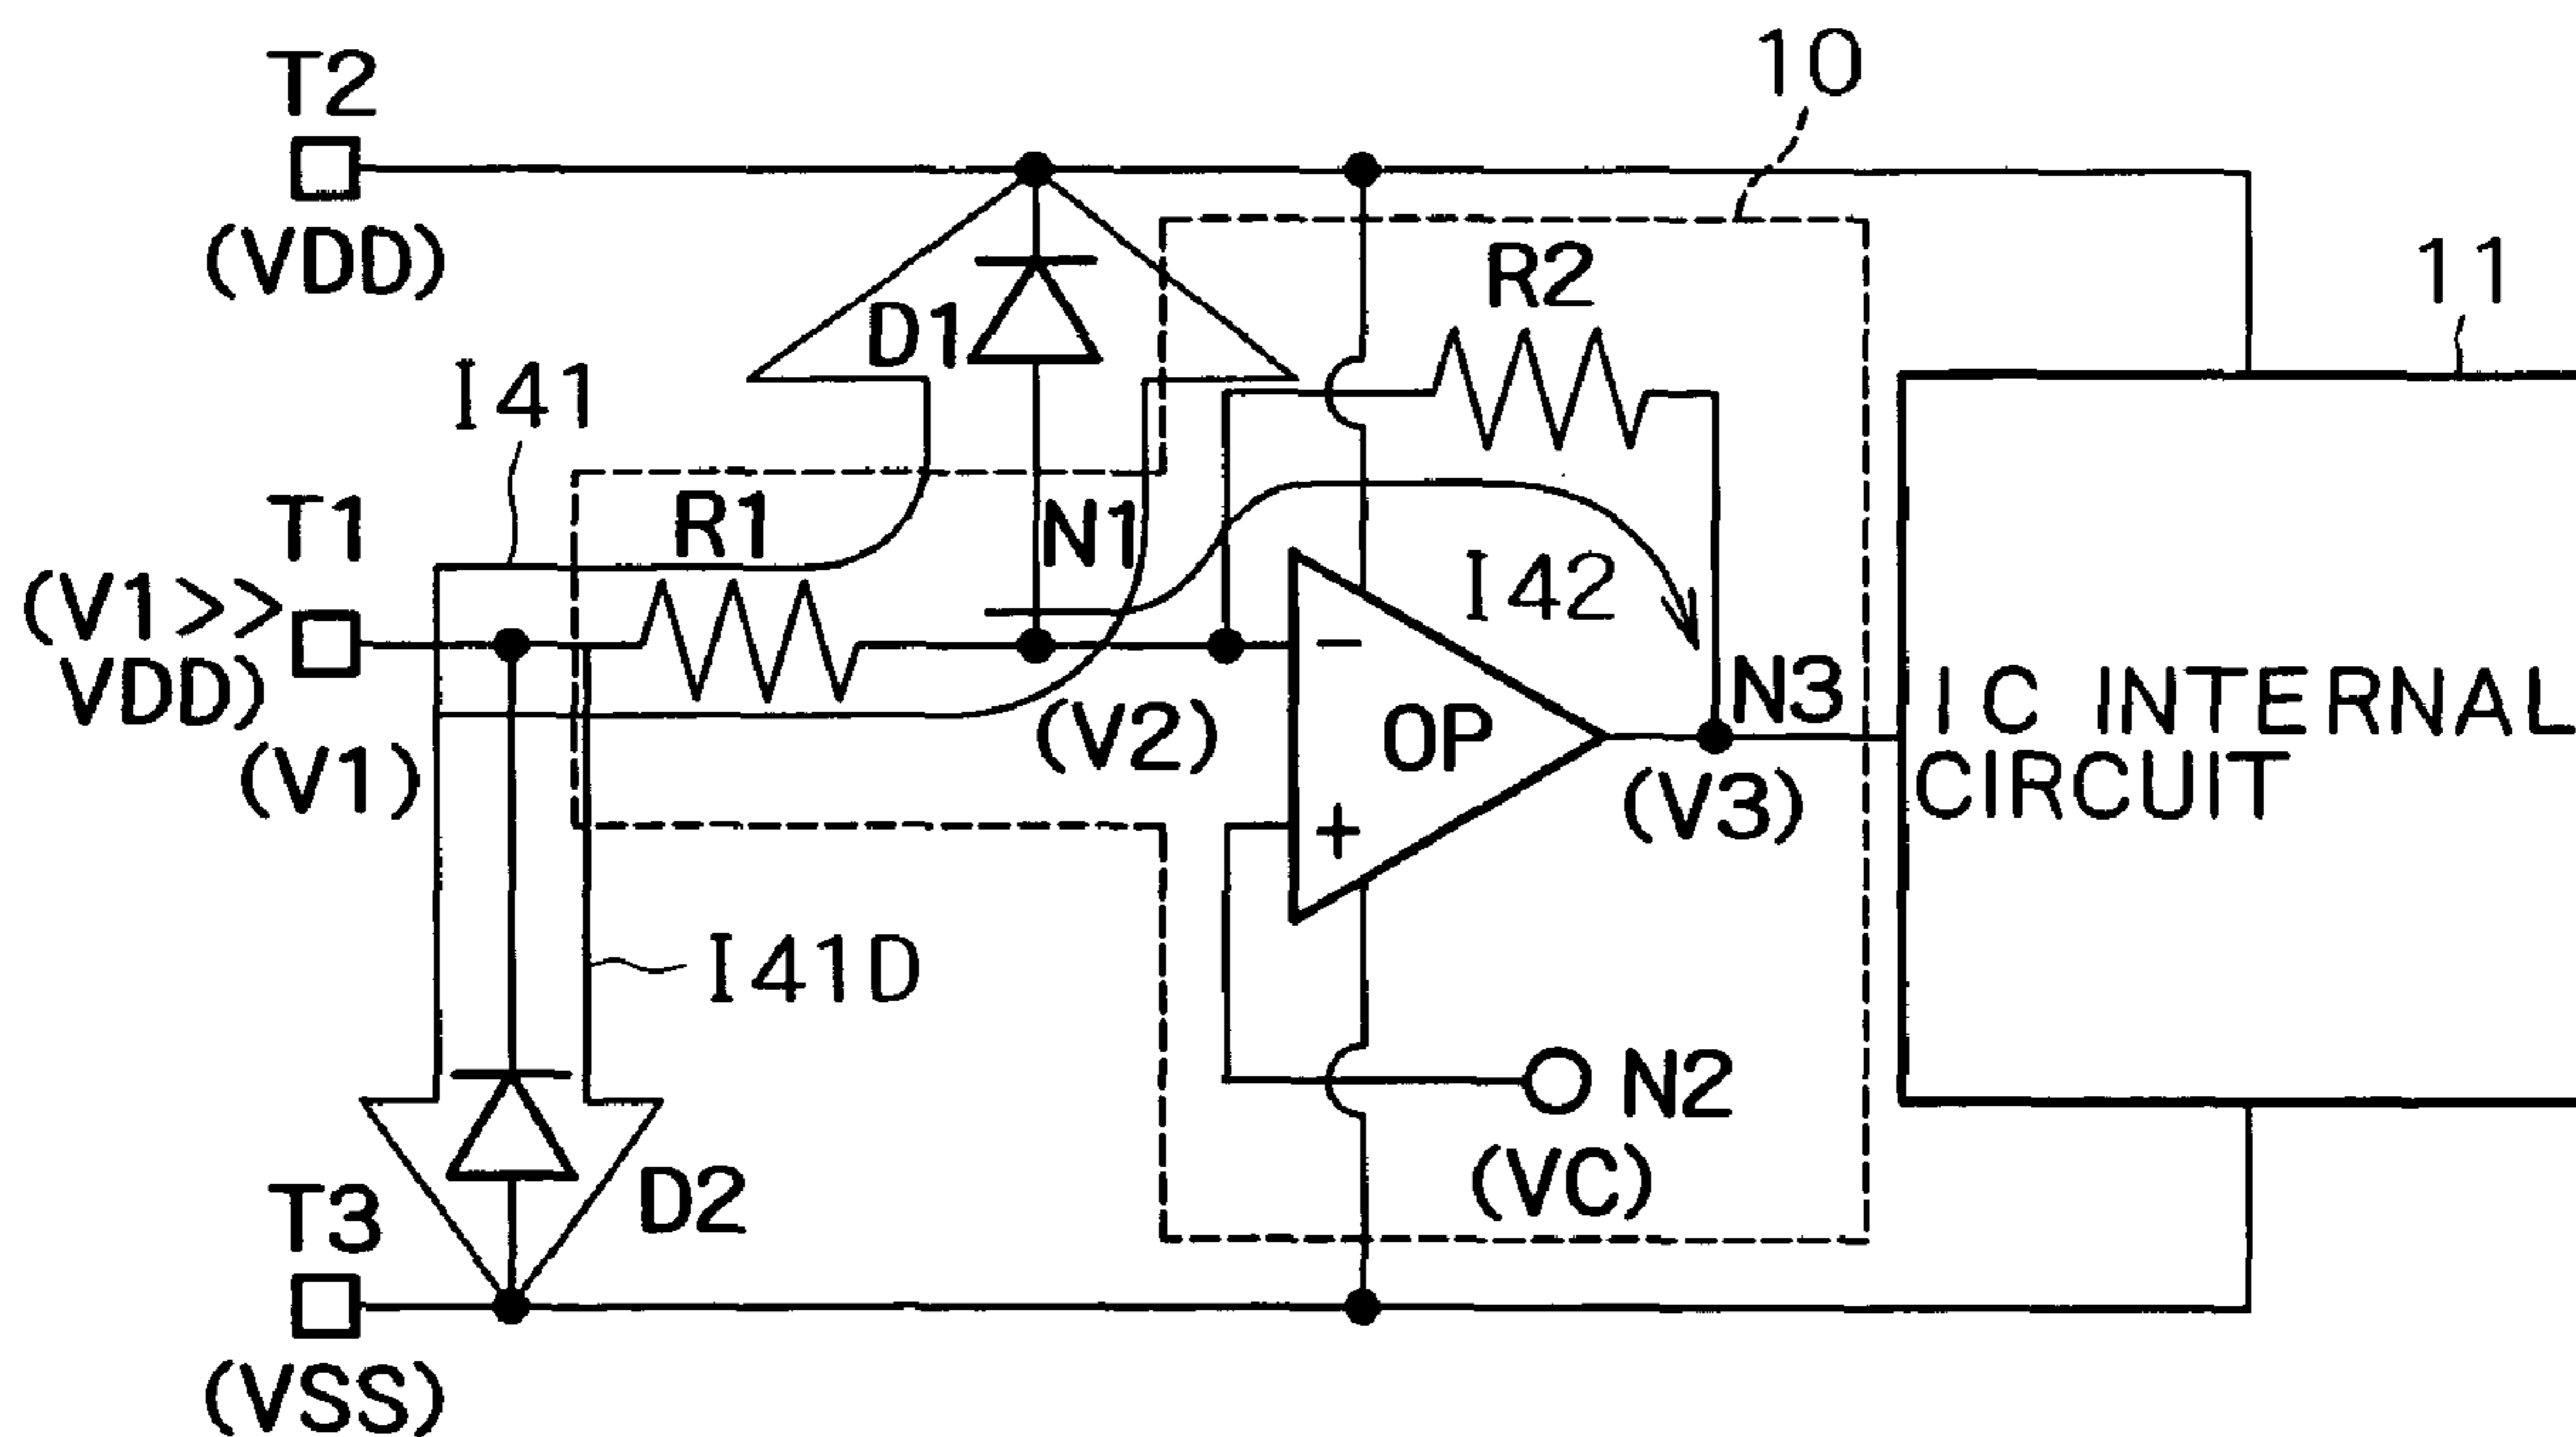 T2
(VDD)
10
R2
11
D1
I41
T1
R1
N1
(V1>>
VDD)
(V1)
I42
(V2)
−
OP
+
N3
(V3)
IC INTERNAL
CIRCUIT
I41D
N2
(VC)
D2
T3
(VSS)